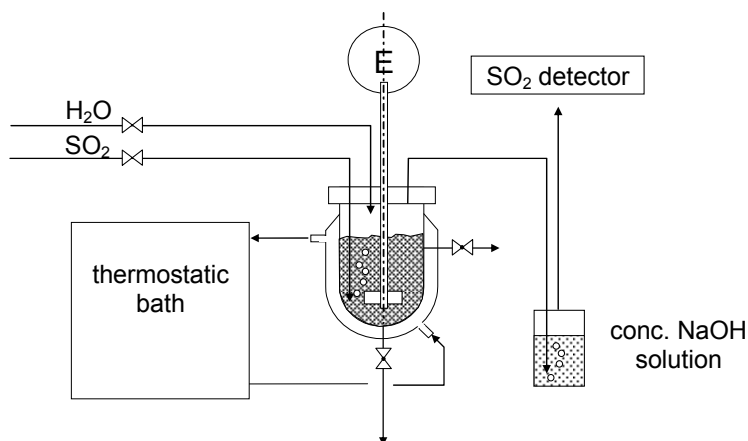 E
SO₂ detector
H₂O
SO₂
thermostatic
bath
conc. NaOH
solution